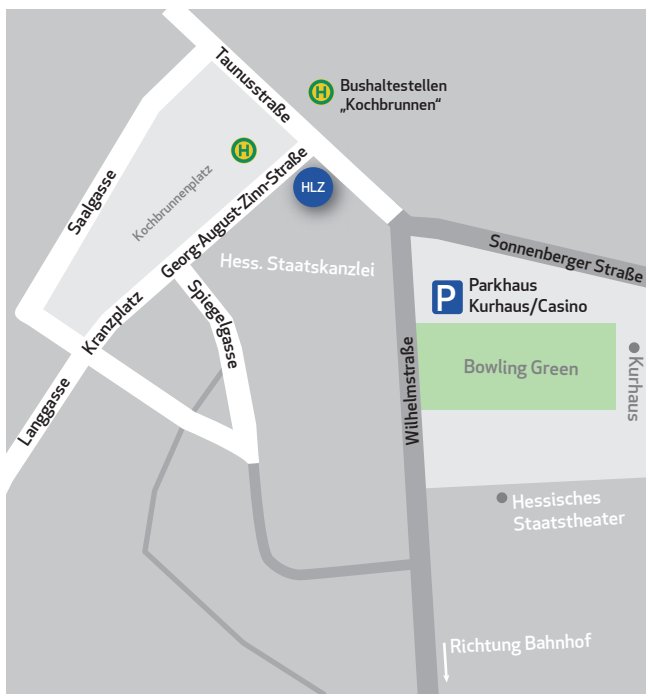 Taunusstraße
H
Bushaltestellen
„Kochbrunnen“
H
Saalgasse
Kochbrunnenplatz
Georg-August-Zinn-Straße
HLZ
Hess. Staatskanzlei
Sonnenberger Straße
P
Parkhaus
Kurhaus/Casino
Kranzplatz
Spiegelgasse
Wilhelmstraße
Bowling Green
Kurhaus
Langgasse
Hessisches
Staatstheater
Richtung Bahnhof